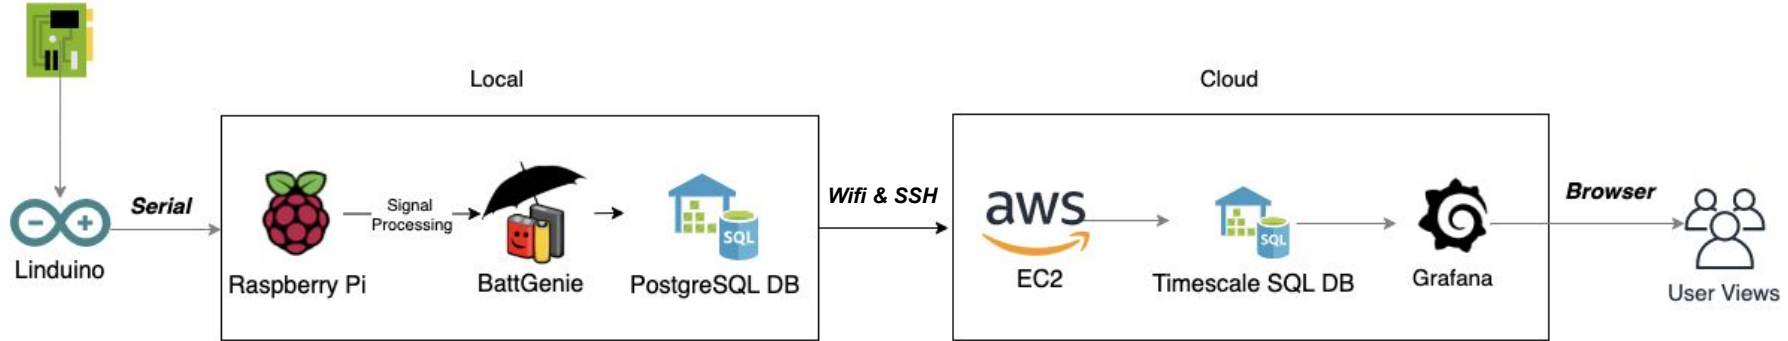 Local
Cloud
Serial
Linduino
Raspberry Pi
Signal
Processing
BattGenie
SQL
PostgreSQL DB
Wifi & SSH
aws
EC2
SQL
Timescale SQL DB
Grafana
Browser
User Views